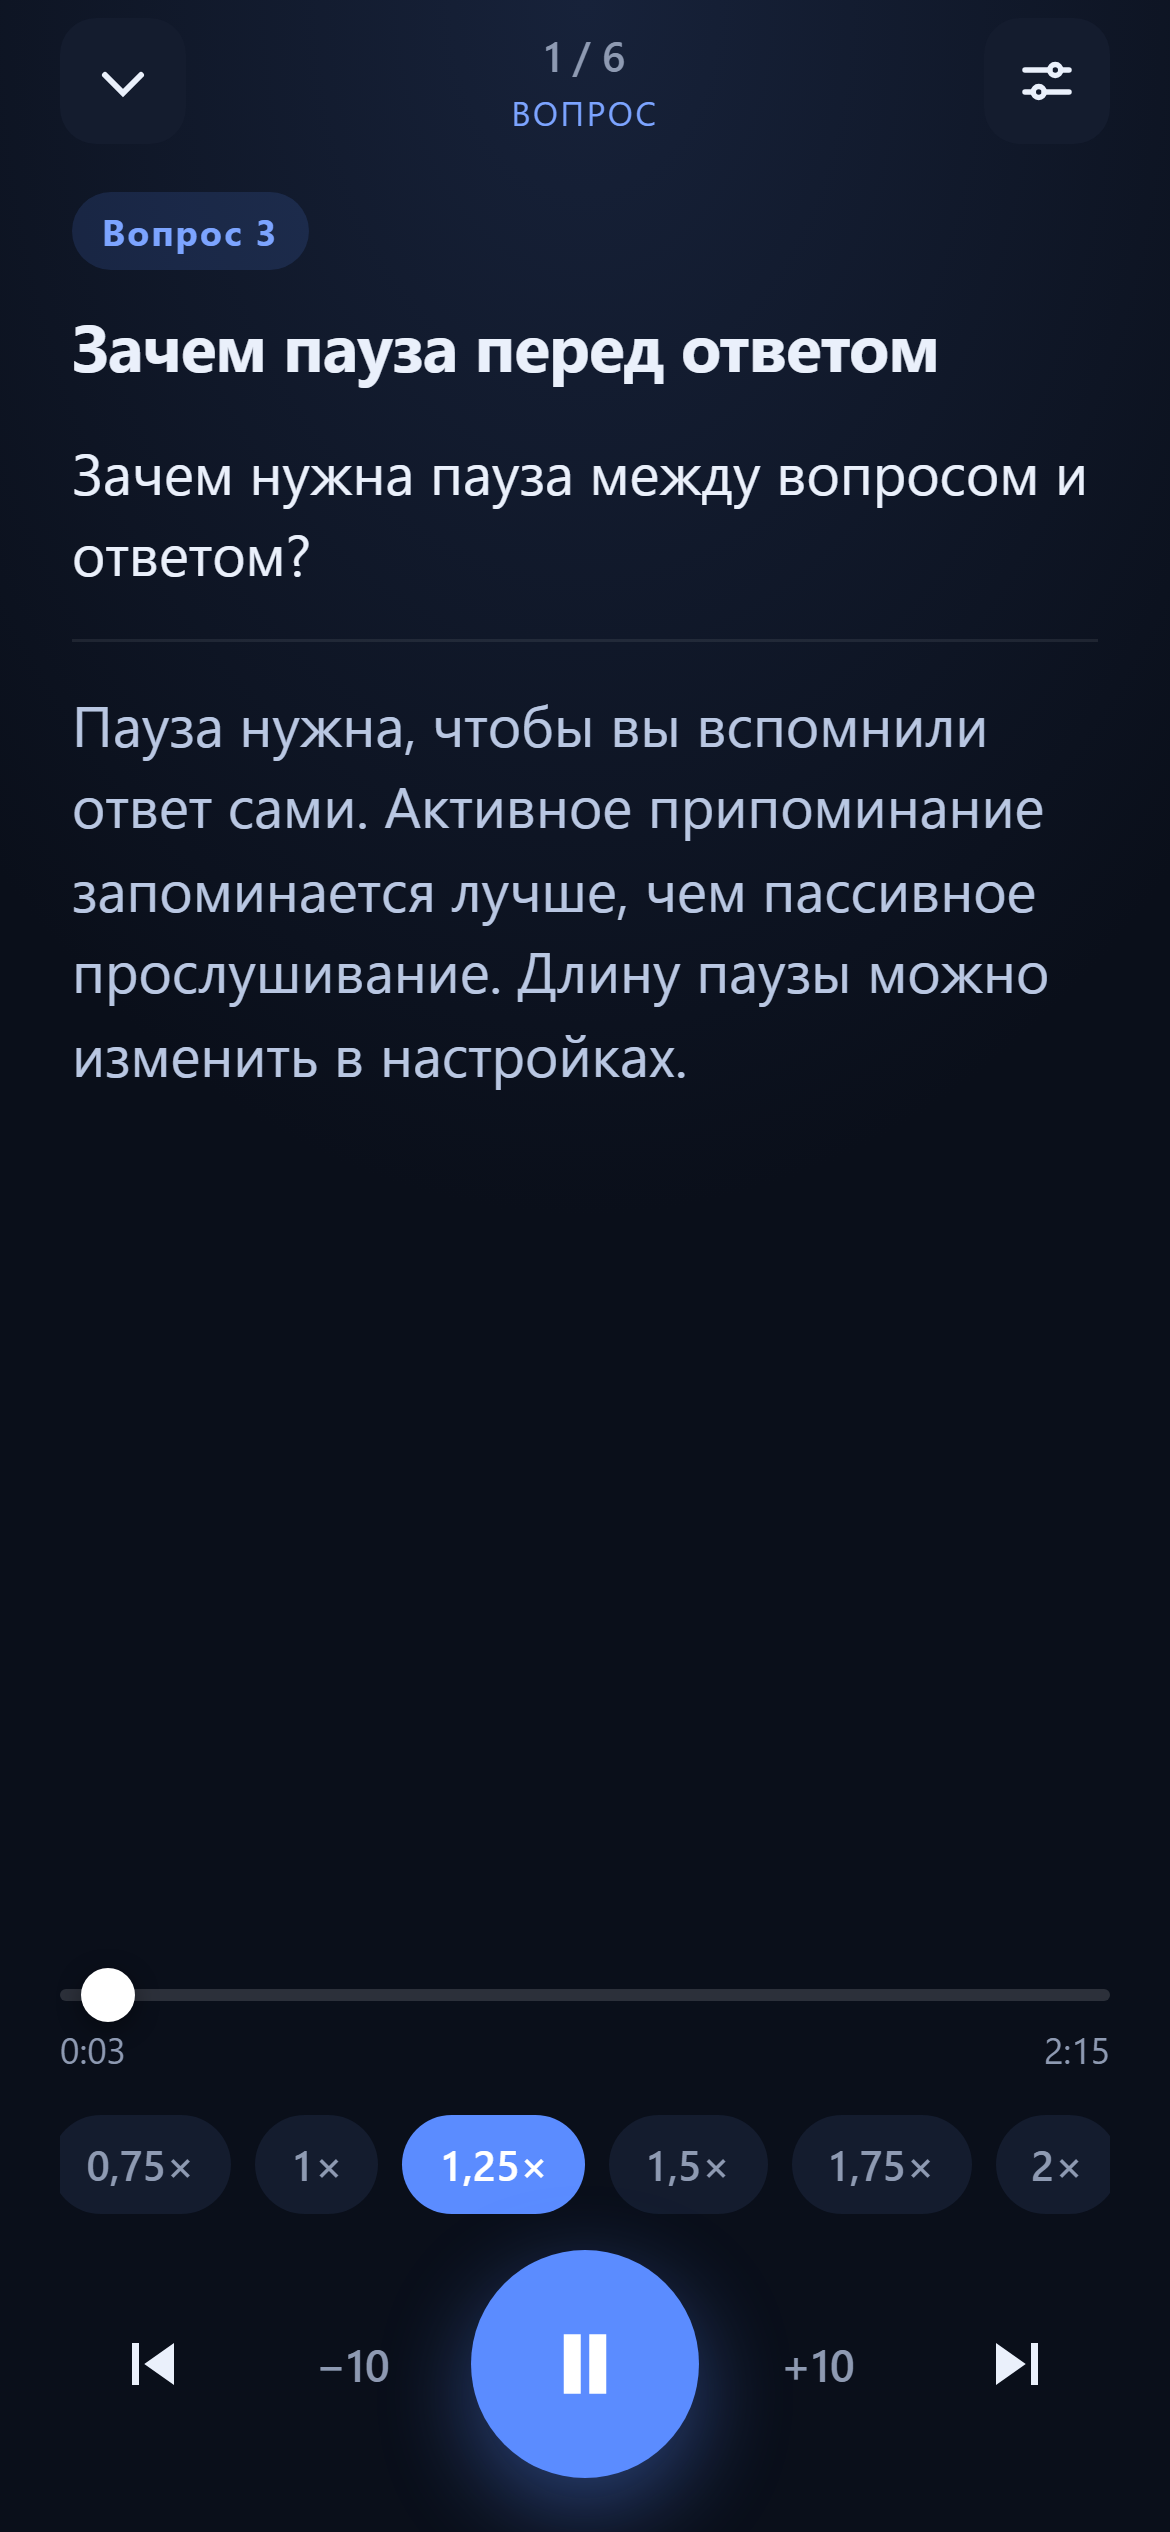 1 / 6
ВОПРОС
Вопрос 3
Зачем пауза перед ответом
Зачем нужна пауза между вопросом и
ответом?
Пауза нужна, чтобы вы вспомнили
ответ сами. Активное припоминание
запоминается лучше, чем пассивное
прослушивание. Длину паузы можно
изменить в настройках.
0:03 2:15
0,75× 1× 1,25× 1,5× 1,75× 2×
−10 +10